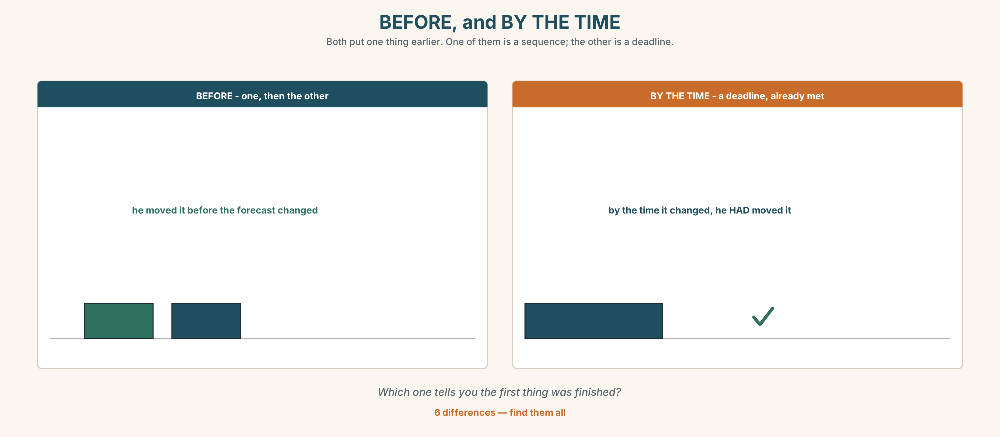 BEFORE, and BY THE TIME
Both put one thing earlier. One of them is a sequence; the other is a deadline.
BEFORE - one, then the other
he moved it before the forecast changed
BY THE TIME - a deadline, already met
by the time it changed, he HAD moved it
Which one tells you the first thing was finished?
6 differences — find them all